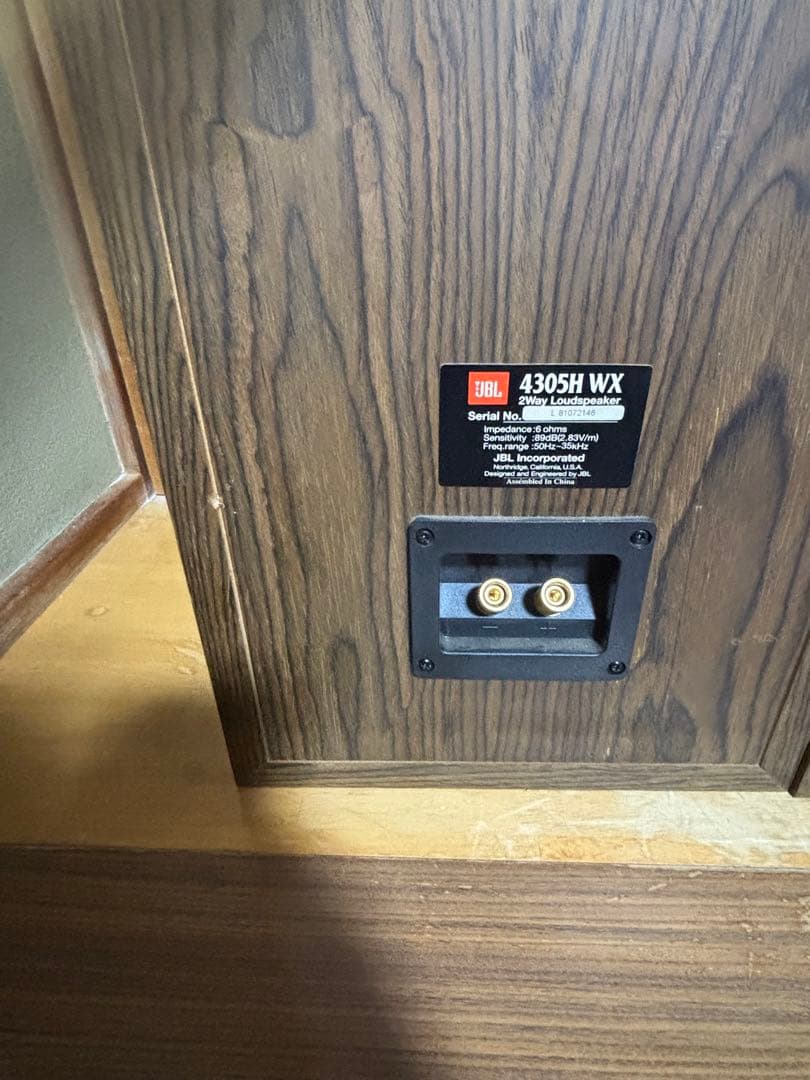 JBL
4305H WX
2Way Loudspeaker
Serial No. L 81072146
Impedance:6 ohms
Sensitivity :89dB(2.83V/m)
Freq.range :50Hz~35kHz
JBL Incorporated
Northridge, California, U.S.A.
Designed and Engineered by JBL
Assembled In China